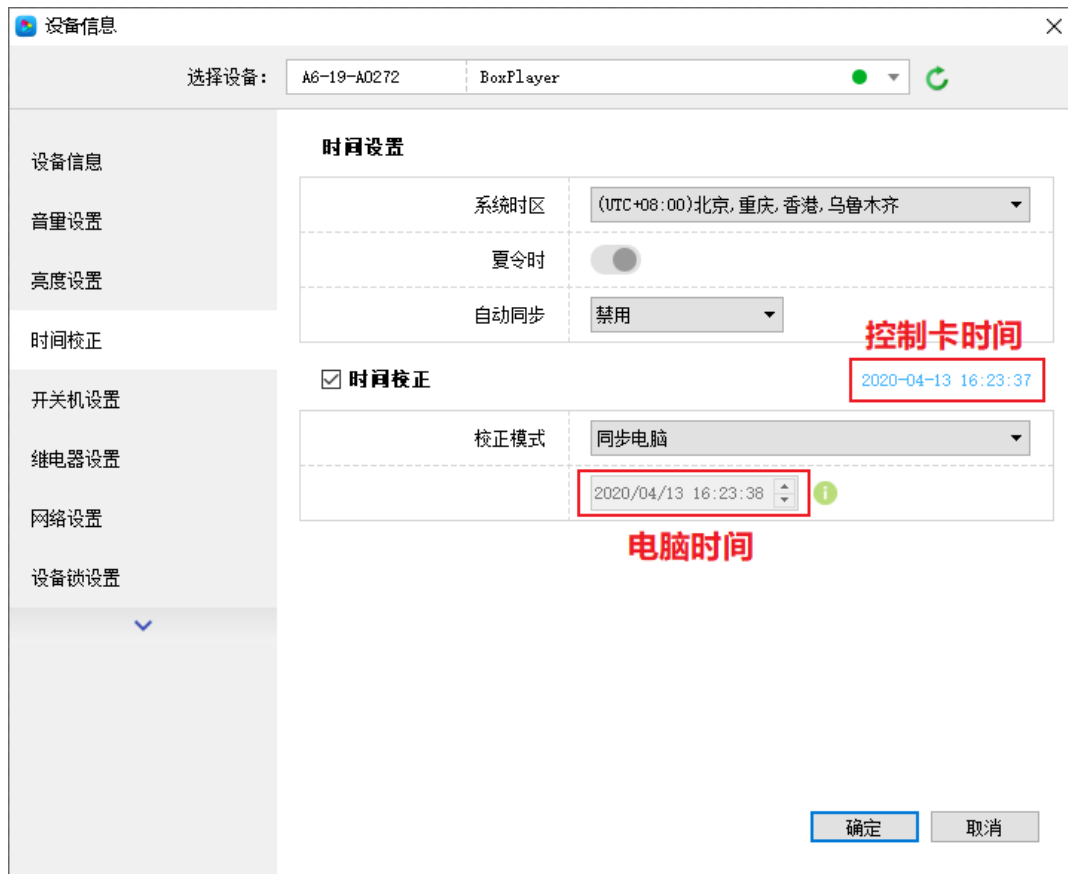 设备信息
选择设备: A6-19-A0272 BoxPlayer
设备信息
音量设置
亮度设置
时间校正
开关机设置
继电器设置
网络设置
设备锁设置
时间设置
系统时区 (UTC+08:00)北京,重庆,香港,乌鲁木齐
夏令时
自动同步 禁用
控制卡时间
时间校正 2020-04-13 16:23:37
校正模式 同步电脑
2020/04/13 16:23:38
电脑时间
确定 取消